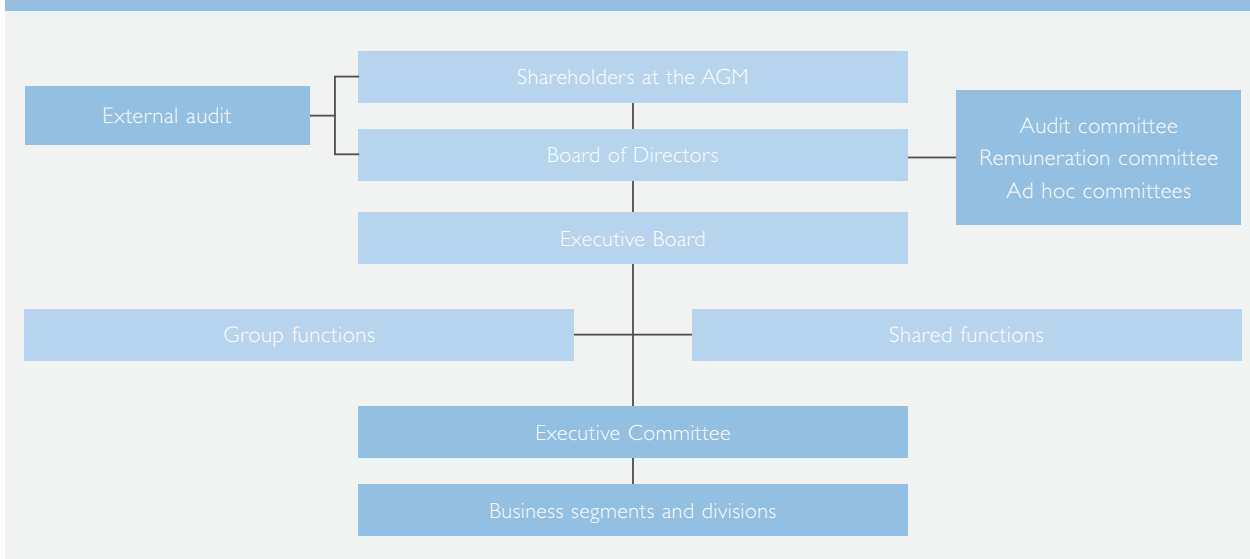 Shareholders at the AGM
External audit
Board of Directors
Audit committee
Remuneration committee
Ad hoc committees
Executive Board
Group functions
Shared functions
Executive Committee
Business segments and divisions